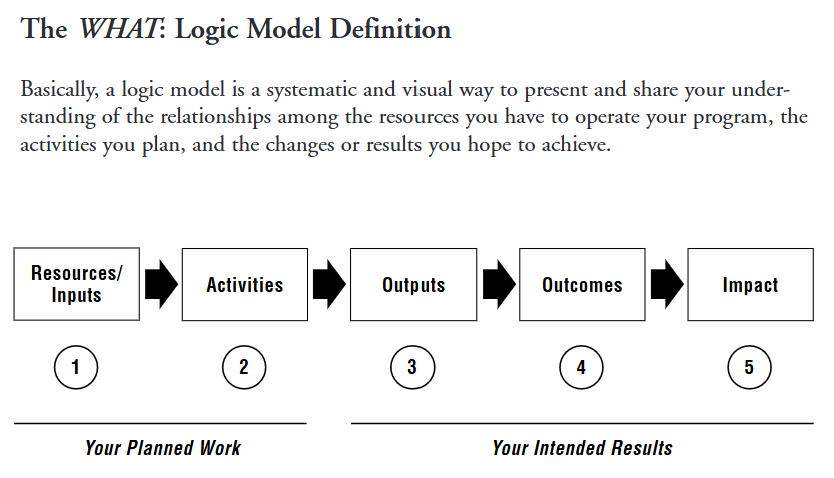 The WHAT: Logic Model Definition
Basically, a logic model is a systematic and visual way to present and share your under-
standing of the relationships among the resources you have to operate your program, the
activities you plan, and the changes or results you hope to achieve.
Resources/
Inputs
Activities
Outputs
Outcomes
Impact
1
2
3
4
5
Your Planned Work
Your Intended Results